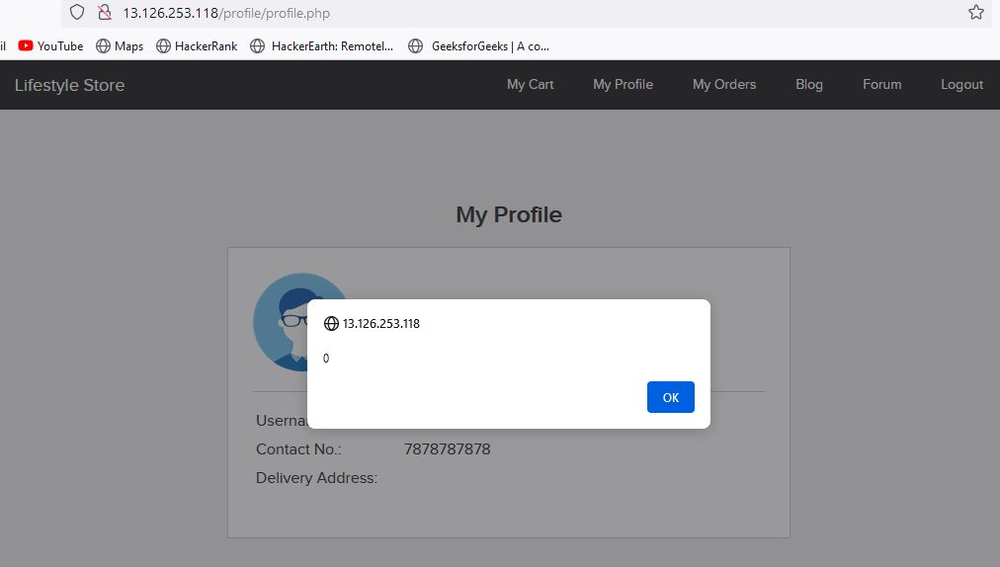 13.126.253.118/profile/profile.php
il YouTube Maps HackerRank HackerEarth: Remotel... GeeksforGeeks | A co...
Lifestyle Store My Cart My Profile My Orders Blog Forum Logout
My Profile
13.126.253.118
0
OK
Contact No.: 7878787878
Delivery Address: